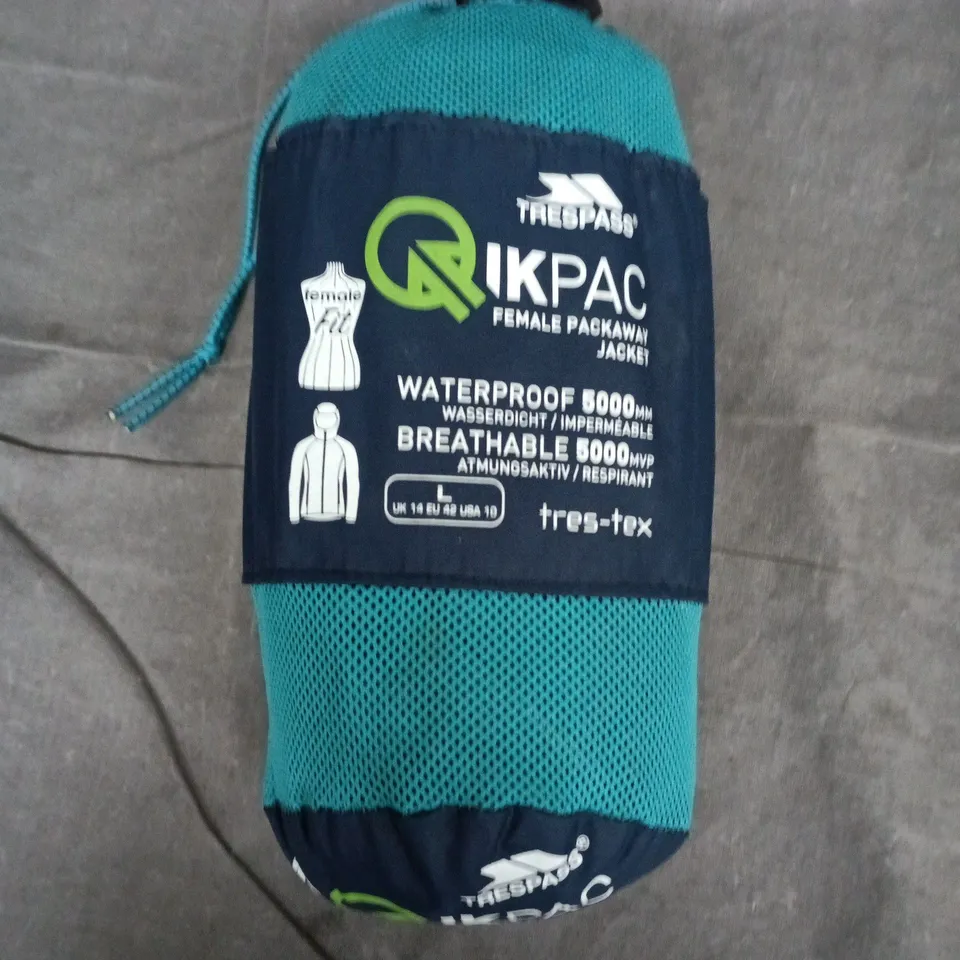 TRESPASS®
QIKPAC
FEMALE PACKAWAY
JACKET
female
Fit
WATERPROOF 5000MM
WASSERDICHT / IMPERMÉABLE
BREATHABLE 5000MVP
ATMUNGSAKTIV / RESPIRANT
L
UK 14 EU 42 USA 10
tres-tex
TRESPASS®
QIKPAC